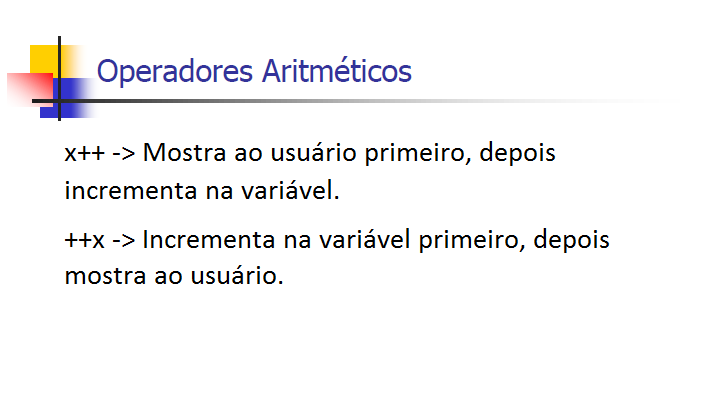 Operadores Aritméticos
x++ -> Mostra ao usuário primeiro, depois
incrementa na variável.
++x -> Incrementa na variável primeiro, depois
mostra ao usuário.